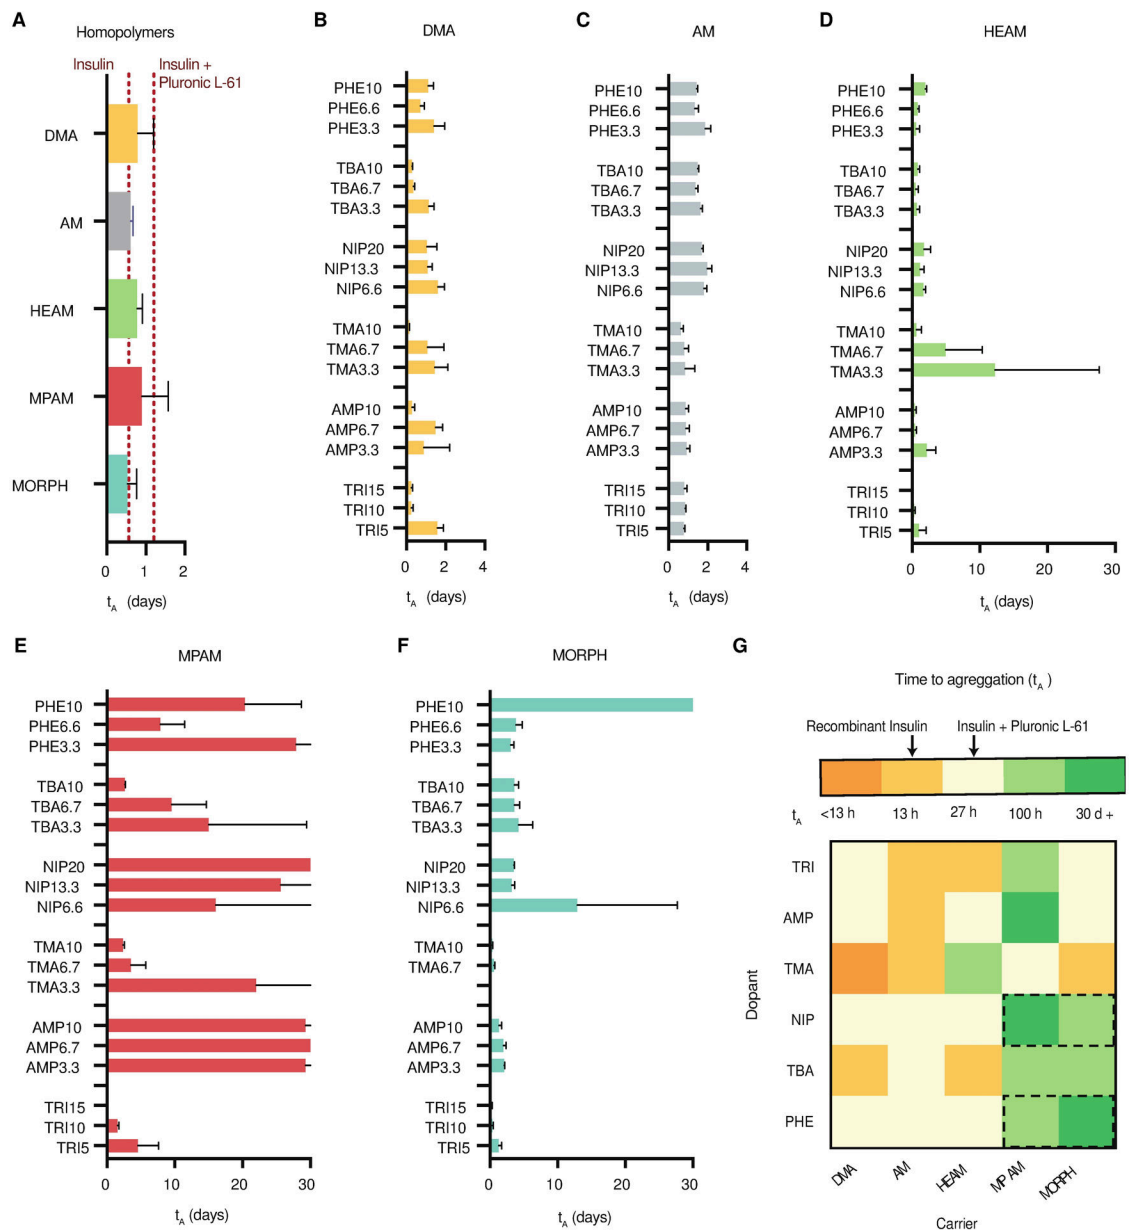 A
Homopolymers
Insulin
Insulin +
Pluronic L-61
DMA
AM
HEAM
MPAM
MORPH
0 1 2
tA (days)
B
DMA
PHE10
PHE6.6
PHE3.3
TBA10
TBA6.7
TBA3.3
NIP20
NIP13.3
NIP6.6
TMA10
TMA6.7
TMA3.3
AMP10
AMP6.7
AMP3.3
TRI15
TRI10
TRI5
0 2 4
tA (days)
C
AM
PHE10
PHE6.6
PHE3.3
TBA10
TBA6.7
TBA3.3
NIP20
NIP13.3
NIP6.6
TMA10
TMA6.7
TMA3.3
AMP10
AMP6.7
AMP3.3
TRI15
TRI10
TRI5
0 2 4
tA (days)
D
HEAM
PHE10
PHE6.6
PHE3.3
TBA10
TBA6.7
TBA3.3
NIP20
NIP13.3
NIP6.6
TMA10
TMA6.7
TMA3.3
AMP10
AMP6.7
AMP3.3
TRI15
TRI10
TRI5
0 10 20 30
tA (days)
E
MPAM
PHE10
PHE6.6
PHE3.3
TBA10
TBA6.7
TBA3.3
NIP20
NIP13.3
NIP6.6
TMA10
TMA6.7
TMA3.3
AMP10
AMP6.7
AMP3.3
TRI15
TRI10
TRI5
0 10 20 30
tA (days)
F
MORPH
PHE10
PHE6.6
PHE3.3
TBA10
TBA6.7
TBA3.3
NIP20
NIP13.3
NIP6.6
TMA10
TMA6.7
AMP10
AMP6.7
AMP3.3
TRI15
TRI10
TRI5
0 10 20 30
tA (days)
G
Time to agreggation (tA )
Recombinant Insulin
Insulin + Pluronic L-61
tA <13 h 13 h 27 h 100 h 30 d +
Dopant
TRI
AMP
TMA
NIP
TBA
PHE
DMA AM HEAM MP AM MORPH
Carrier